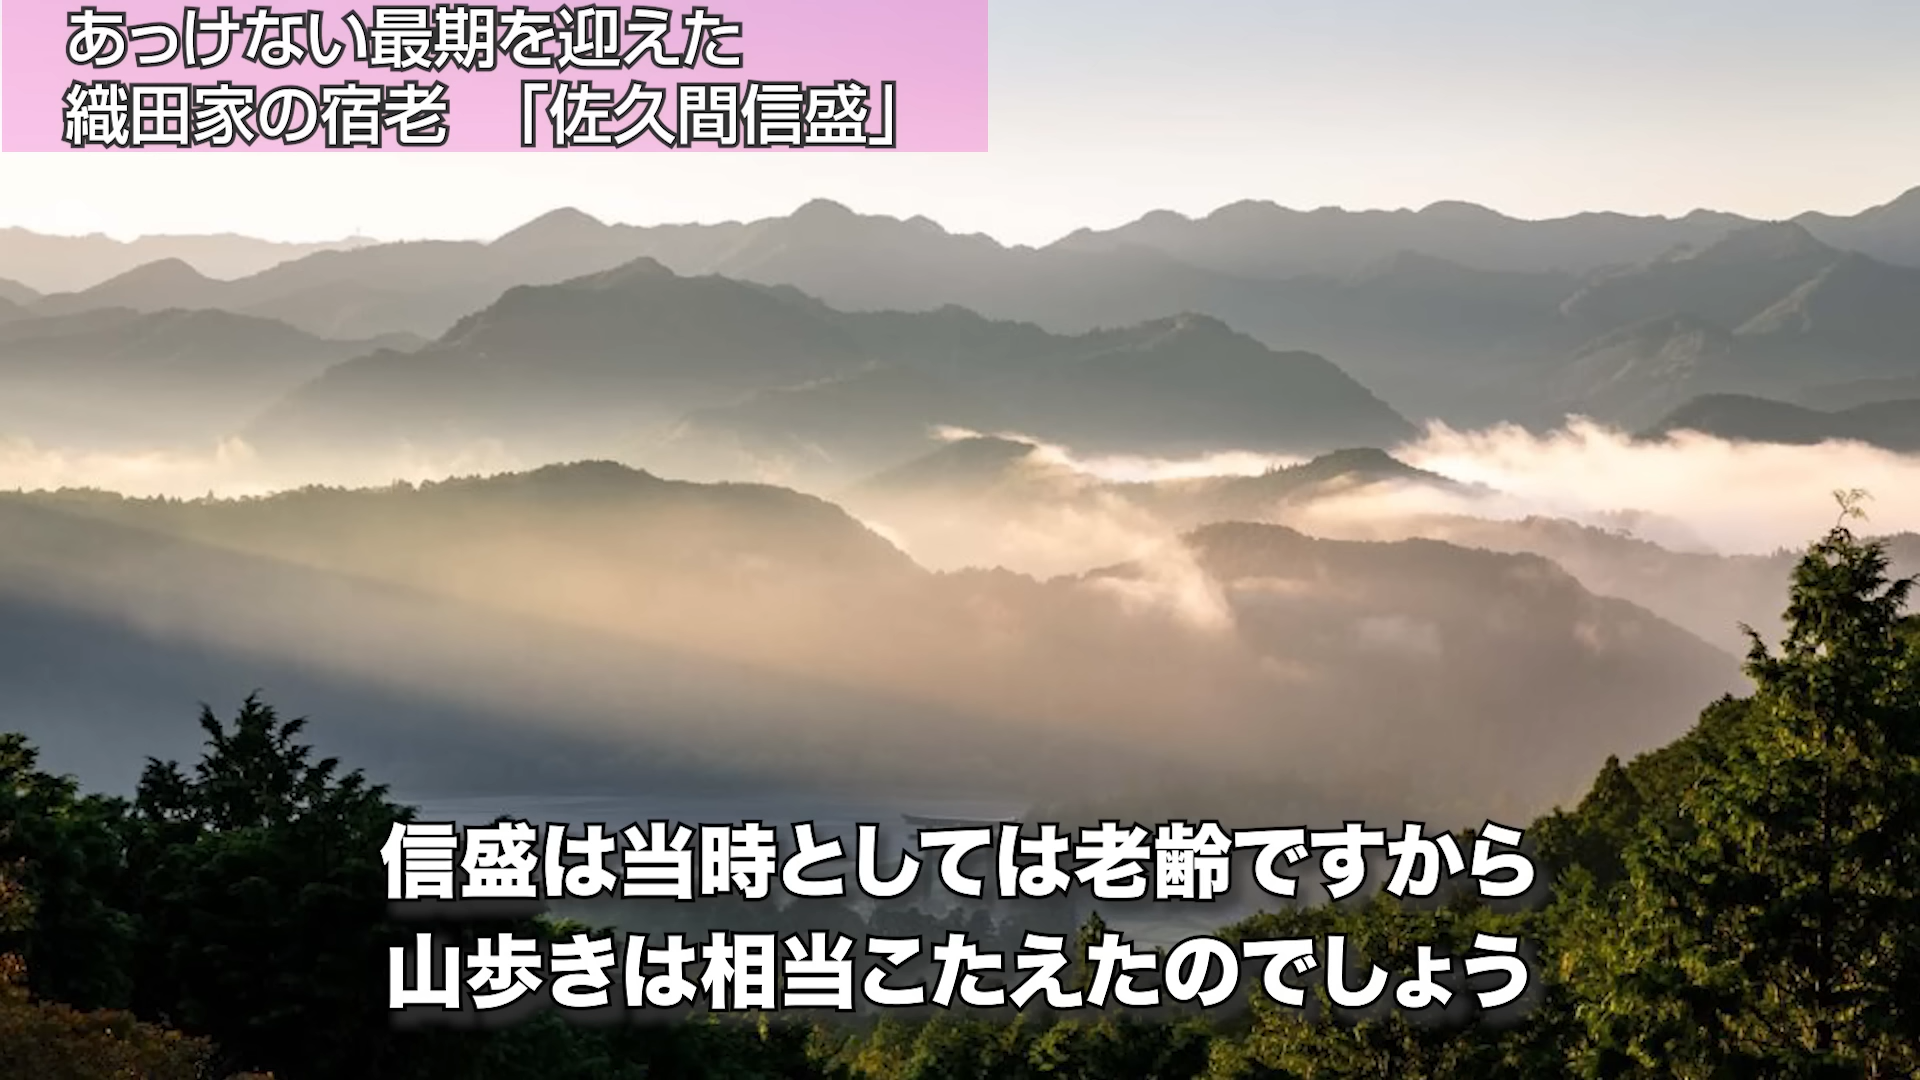 あっけない最期を迎えた
織田家の宿老 「佐久間信盛」
信盛は当時としては老齢ですから
山歩きは相当こたえたのでしょう